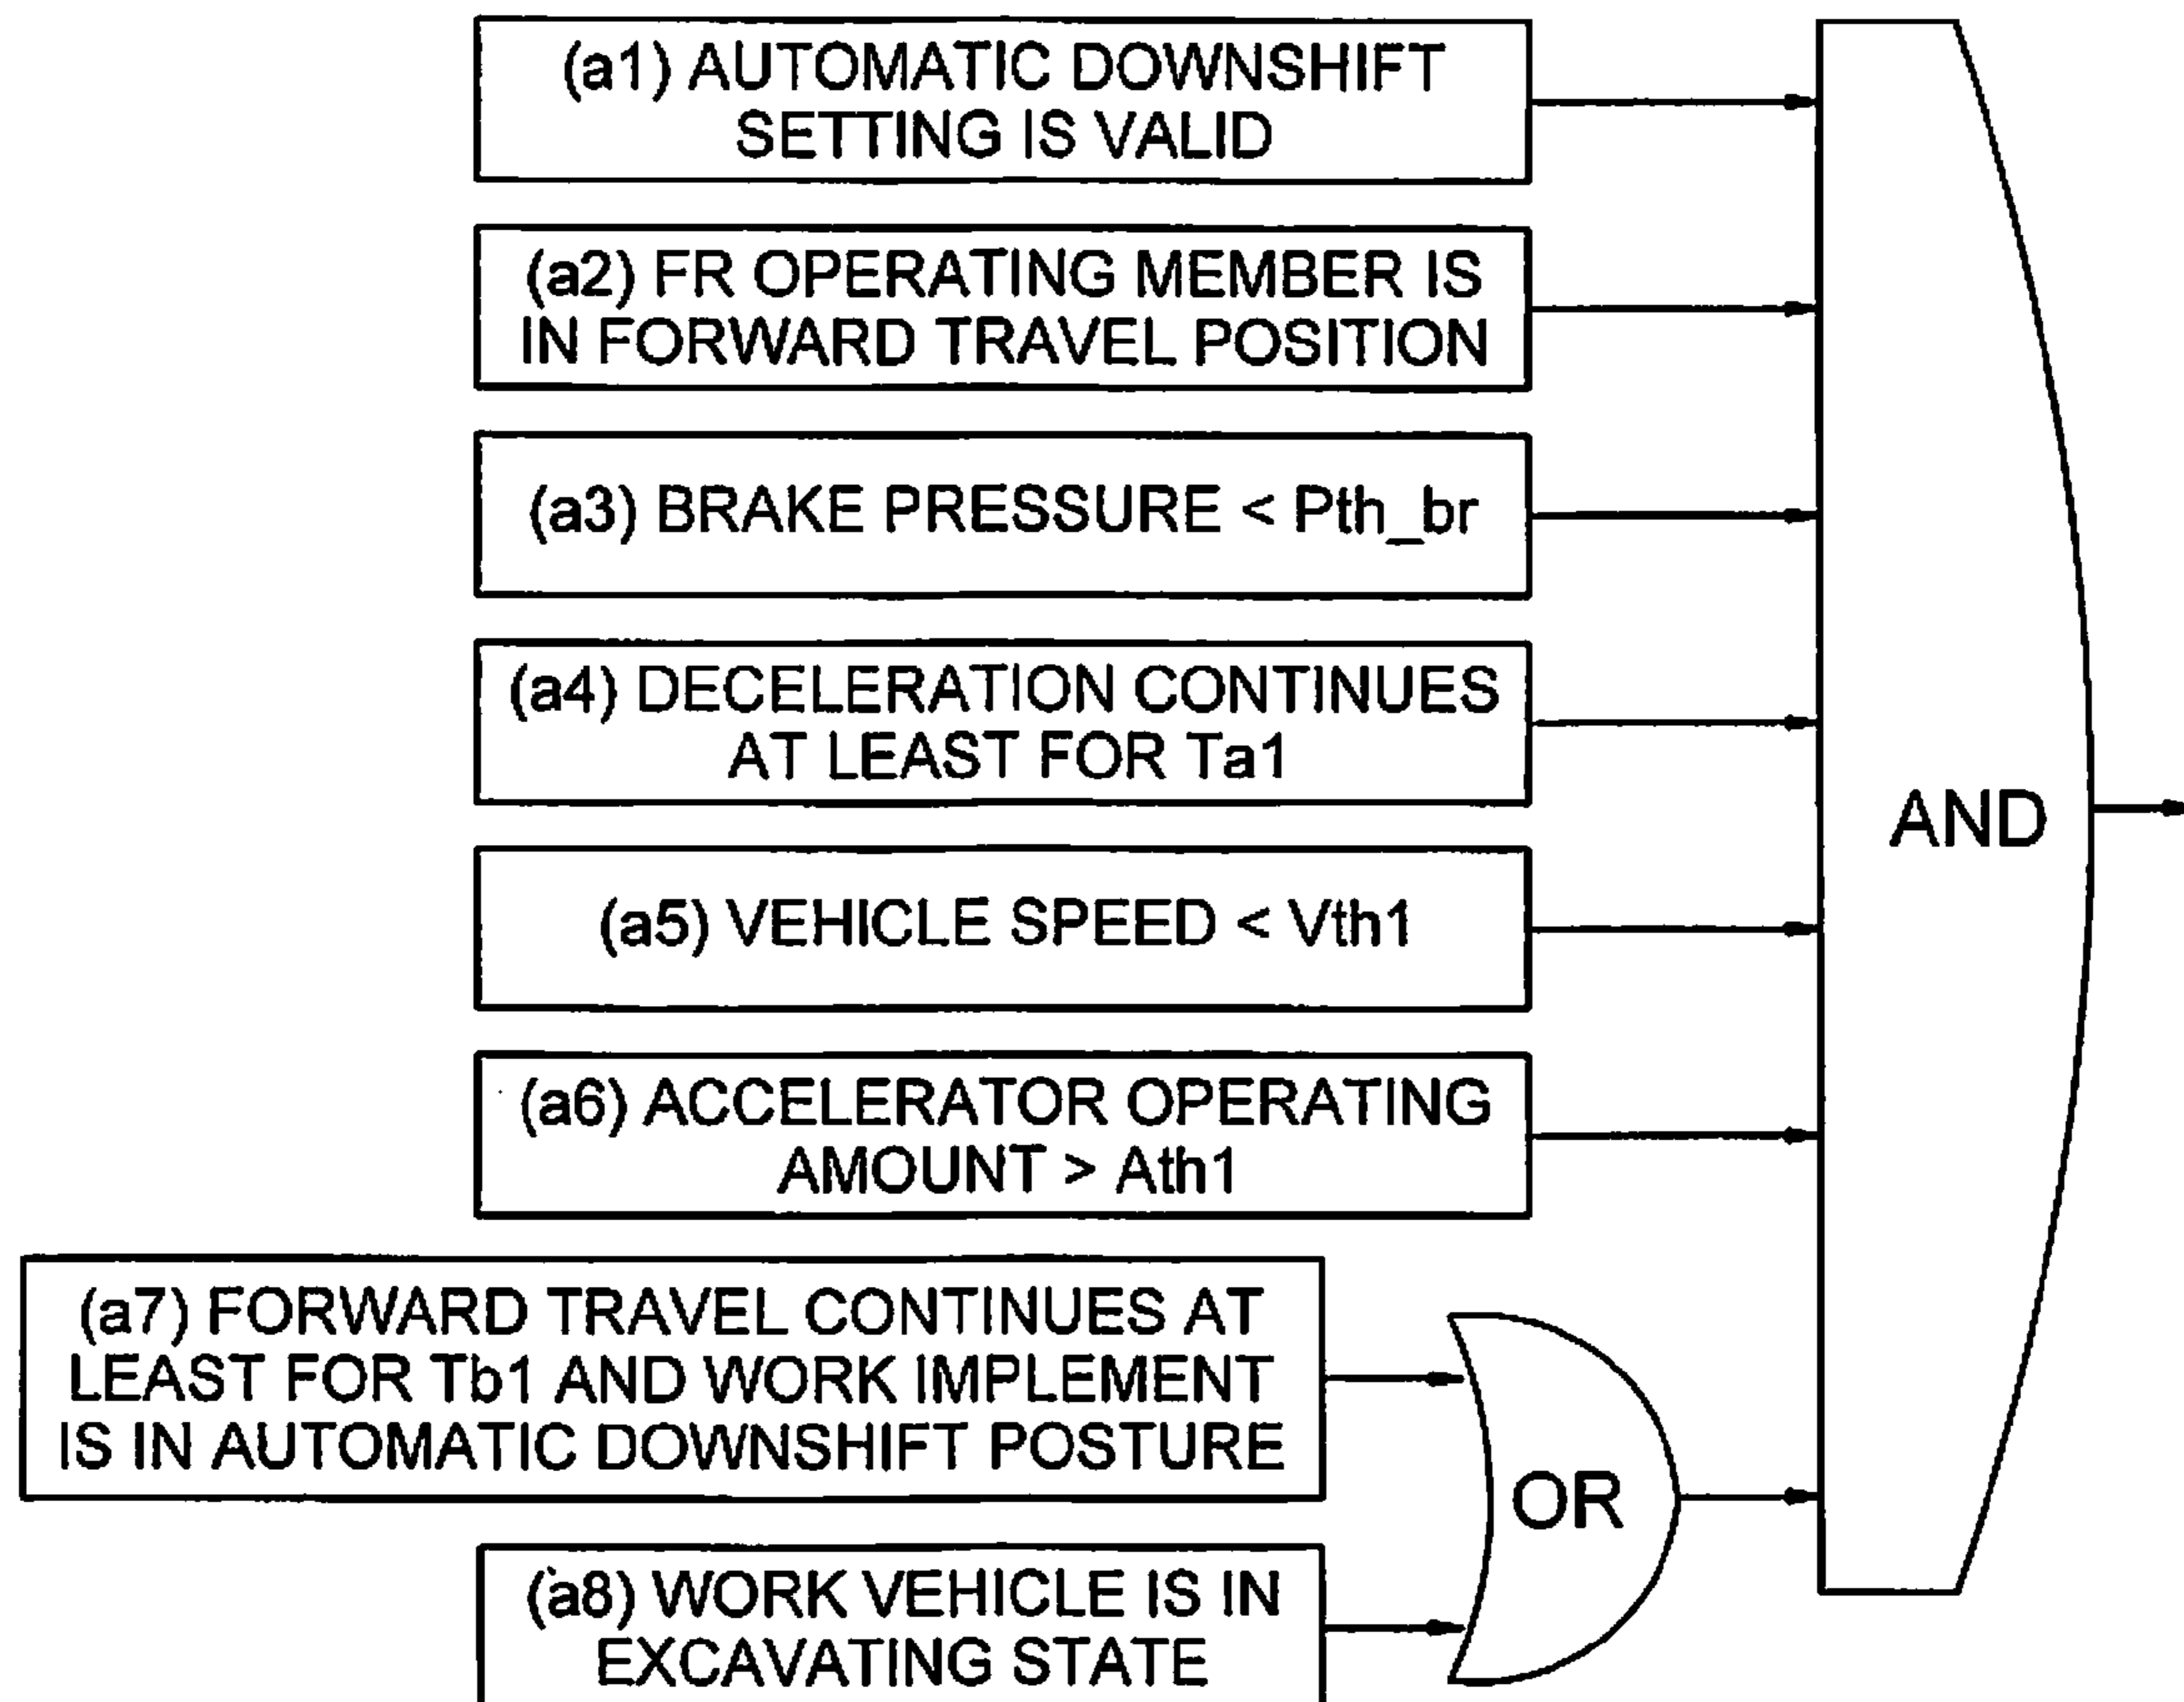 (a1) AUTOMATIC DOWNSHIFT
SETTING IS VALID
(a2) FR OPERATING MEMBER IS
IN FORWARD TRAVEL POSITION
(a3) BRAKE PRESSURE < Pth_br
(a4) DECELERATION CONTINUES
AT LEAST FOR Ta1
(a5) VEHICLE SPEED < Vth1
(a6) ACCELERATOR OPERATING
AMOUNT > Ath1
(a7) FORWARD TRAVEL CONTINUES AT
LEAST FOR Tb1 AND WORK IMPLEMENT
IS IN AUTOMATIC DOWNSHIFT POSTURE
(a8) WORK VEHICLE IS IN
EXCAVATING STATE
OR
AND